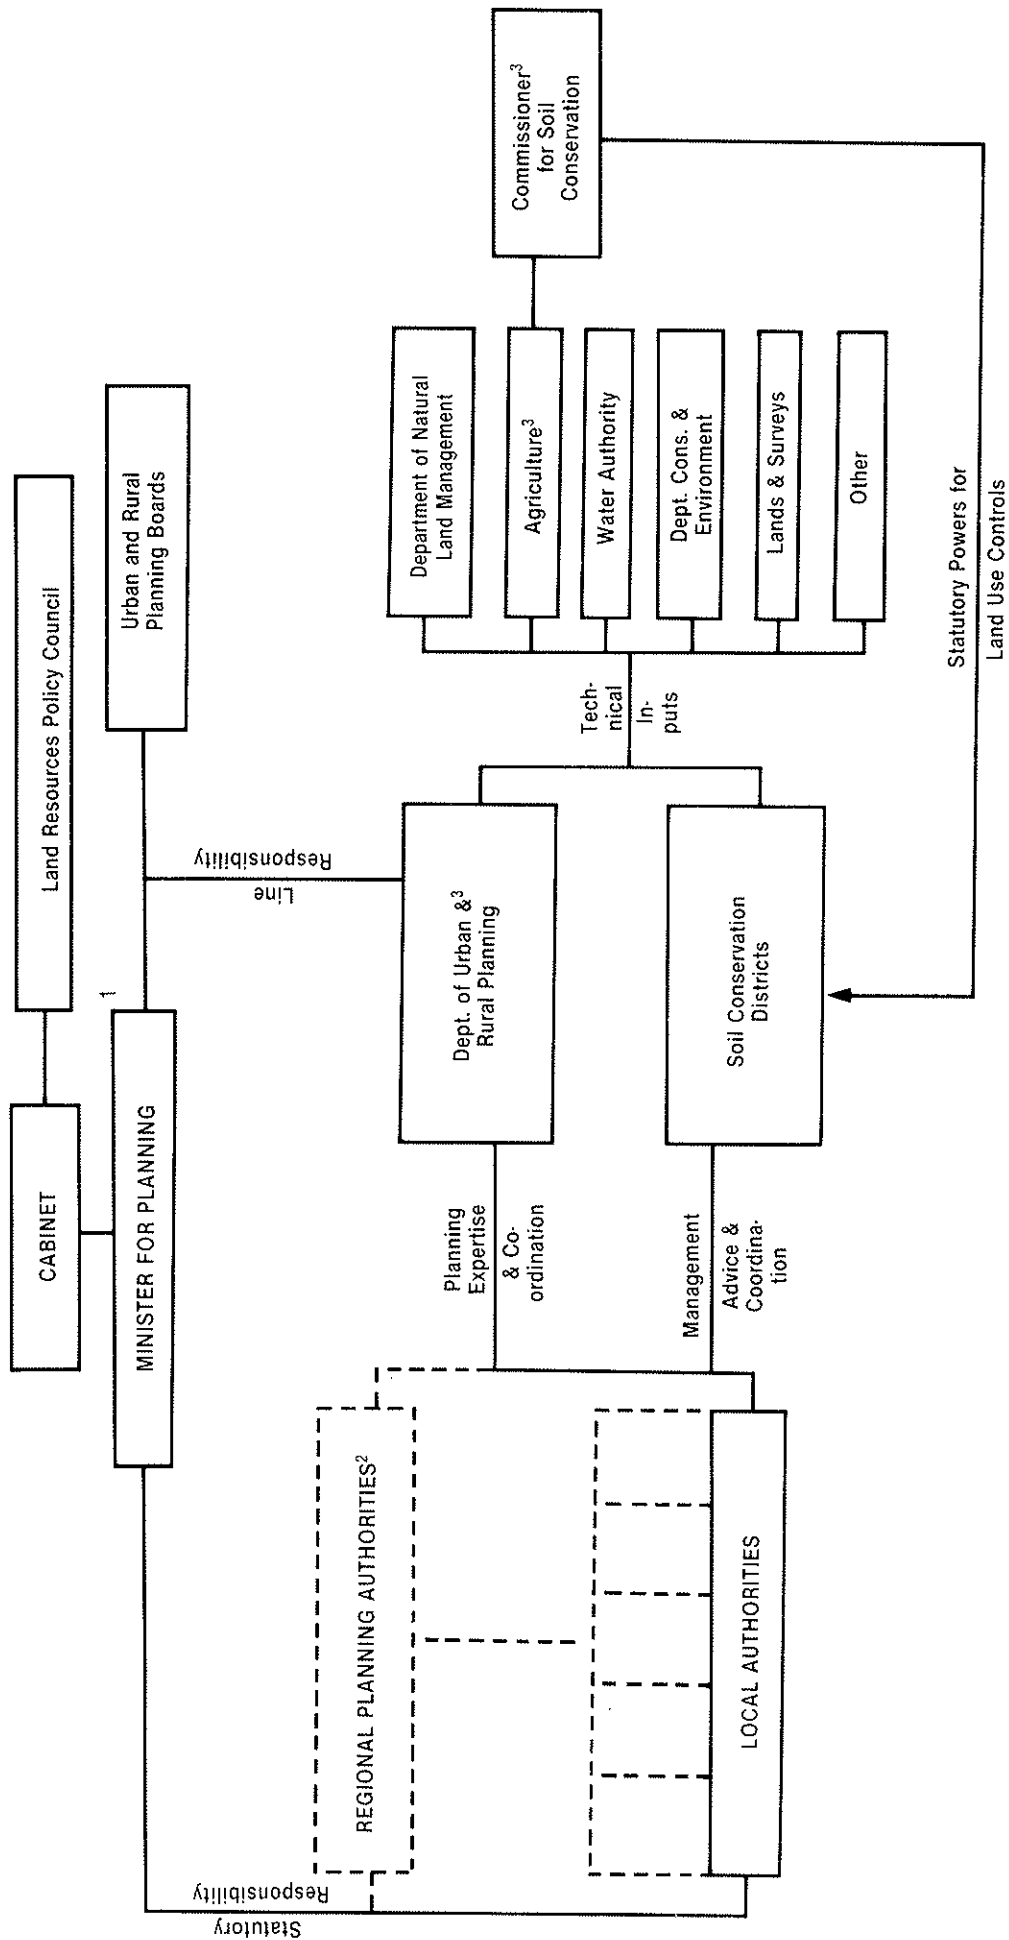 CABINET
Land Resources Policy Council
MINISTER FOR PLANNING
1
Urban and Rural
Planning Boards
Statutory
Responsibility
Line
Responsibility
REGIONAL PLANNING AUTHORITIES²
LOCAL AUTHORITIES
Planning
Expertise
& Co-
ordination
Management
Advice &
Coordina-
tion
Dept. of Urban &³
Rural Planning
Soil Conservation
Districts
Tech-
nical
In-
puts
Department of Natural
Land Management
Agriculture³
Water Authority
Dept. Cons. &
Environment
Lands & Surveys
Other
Commissioner³
for Soil
Conservation
Statutory Powers for
Land Use Controls